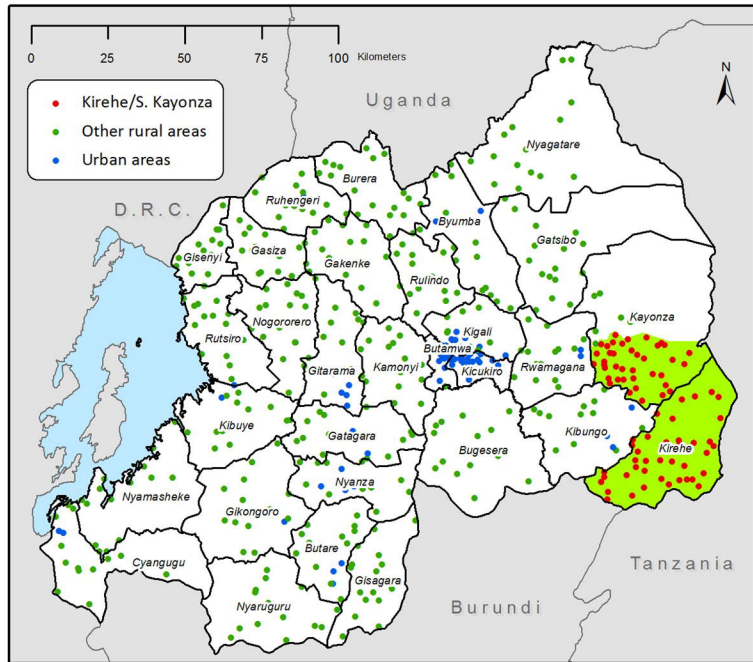 0 25 50 75 100 Kilometers
N
Kirehe/S. Kayonza
Other rural areas
Urban areas
Uganda
D.R.C.
Nyagatare
Burera
Ruhengeri
Byumba
Gatsibo
Gasiza
Gisenyi
Gakenke
Rulindo
Kayonza
Nogororero
Rutsiro
Kigali
Butamwa
Gitarama
Kamonyi
Kicukiro
Rwamagana
Kibuye
Gatagara
Bugesera
Kibungo
Kirehe
Nyamasheke
Gikongoro
Nyanza
Butare
Cyangugu
Gisagara
Nyaruguru
Tanzania
Burundi